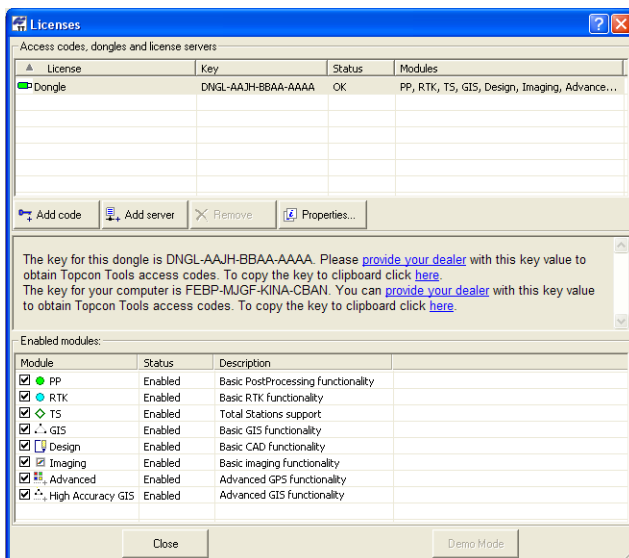 Licenses
Access codes, dongles and license servers
License Key Status Modules
Dongle DNGL-AAJH-BBAA-AAAA OK PP, RTK, TS, GIS, Design, Imaging, Advance...
Add code Add server Remove Properties...
The key for this dongle is DNGL-AAJH-BBAA-AAAA. Please provide your dealer with this key value to
obtain Topcon Tools access codes. To copy the key to clipboard click here.
The key for your computer is FEBP-MJGF-KINA-CBAN. You can provide your dealer with this key value
to obtain Topcon Tools access codes. To copy the key to clipboard click here.
Enabled modules:
Module Status Description
PP Enabled Basic PostProcessing functionality
RTK Enabled Basic RTK functionality
TS Enabled Total Stations support
GIS Enabled Basic GIS functionality
Design Enabled Basic CAD functionality
Imaging Enabled Basic imaging functionality
Advanced Enabled Advanced GPS functionality
High Accuracy GIS Enabled Advanced GIS functionality
Close Demo Mode